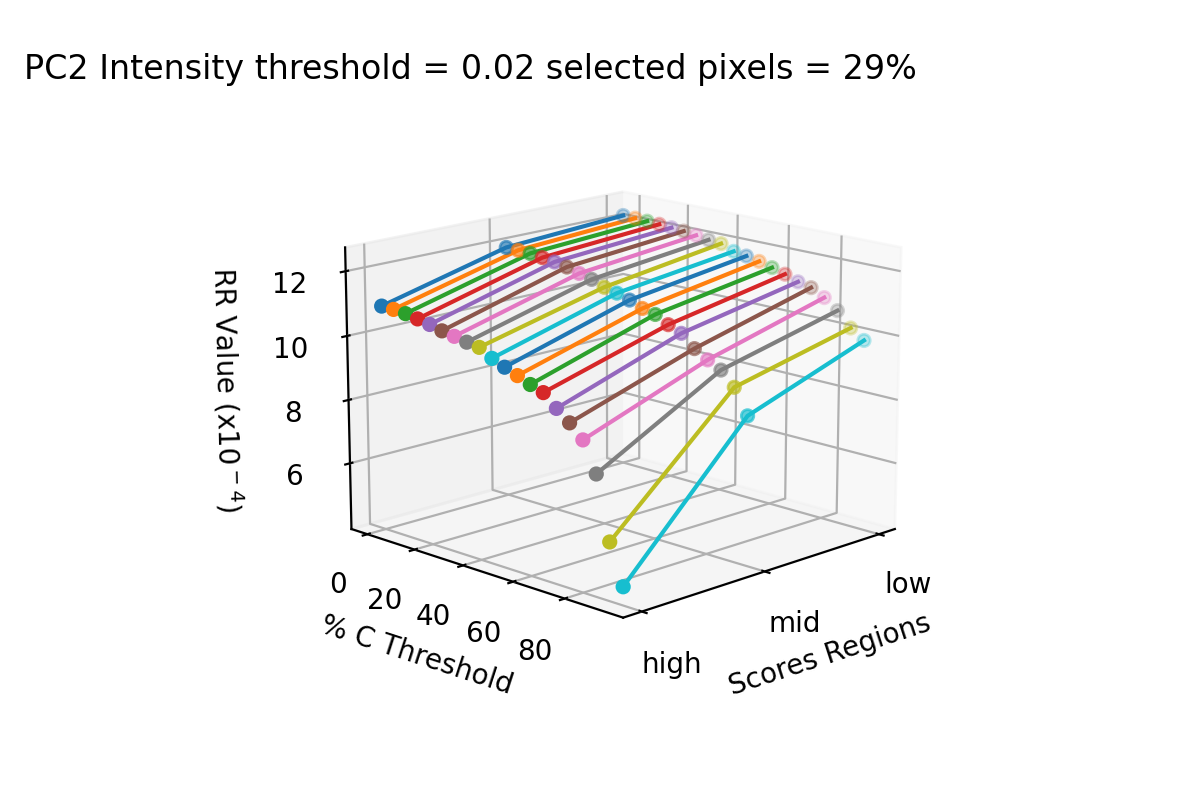 PC2 Intensity threshold = 0.02 selected pixels = 29%
12
10
8
6
RR Value (x10⁻⁴)
0
20
40
60
80
% C Threshold
low
mid
high
Scores Regions